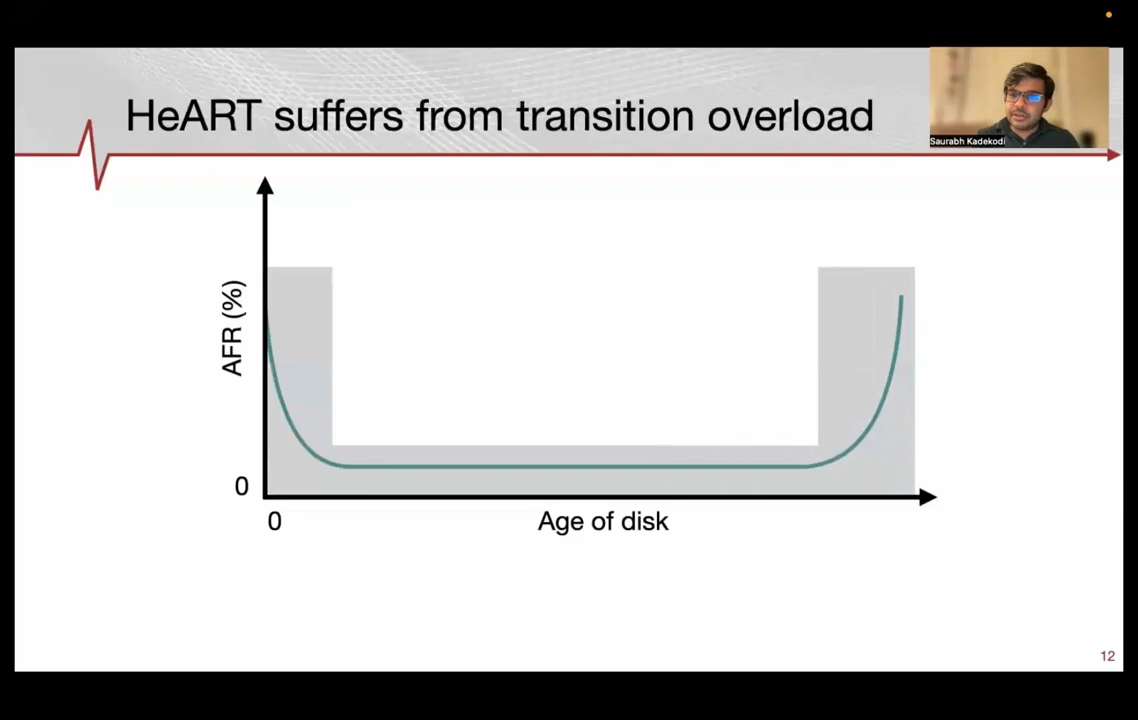 HeART suffers from transition overload
Saurabh Kadekodi
AFR (%)
0
0
Age of disk
12